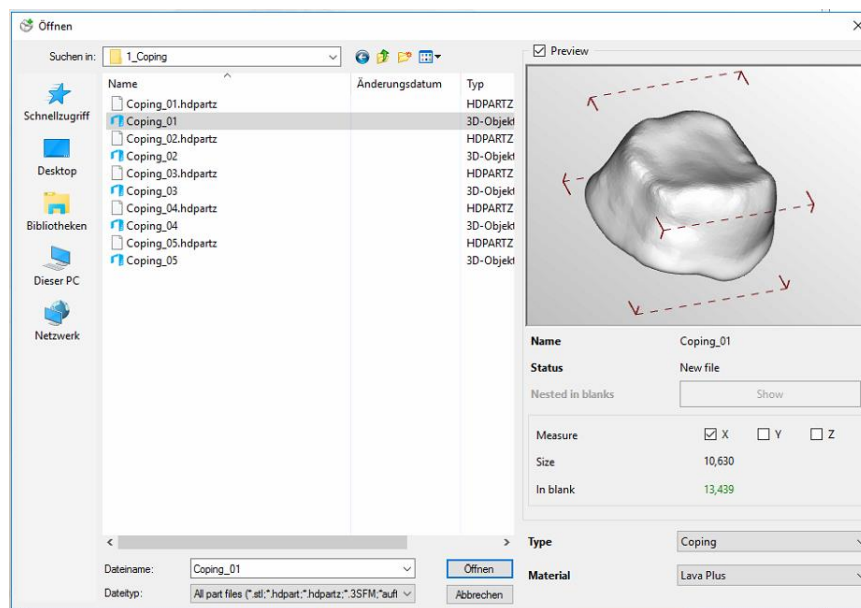 Öffnen
Suchen in: 1_Coping
Preview
Schnellzugriff
Desktop
Bibliotheken
Dieser PC
Netzwerk
Name Änderungsdatum Typ
Coping_01.hdpartz HDPARTZ
Coping_01 3D-Objekt
Coping_02.hdpartz HDPARTZ
Coping_02 3D-Objekt
Coping_03.hdpartz HDPARTZ
Coping_03 3D-Objekt
Coping_04.hdpartz HDPARTZ
Coping_04 3D-Objekt
Coping_05.hdpartz HDPARTZ
Coping_05 3D-Objekt
Dateiname: Coping_01 Öffnen
Dateityp: All part files (*.stl;*.hdpart;*.hdpartz;*.3SFM;*auft Abbrechen
Name Coping_01
Status New file
Nested in blanks Show
Measure X Y Z
Size 10,630
In blank 13,439
Type Coping
Material Lava Plus